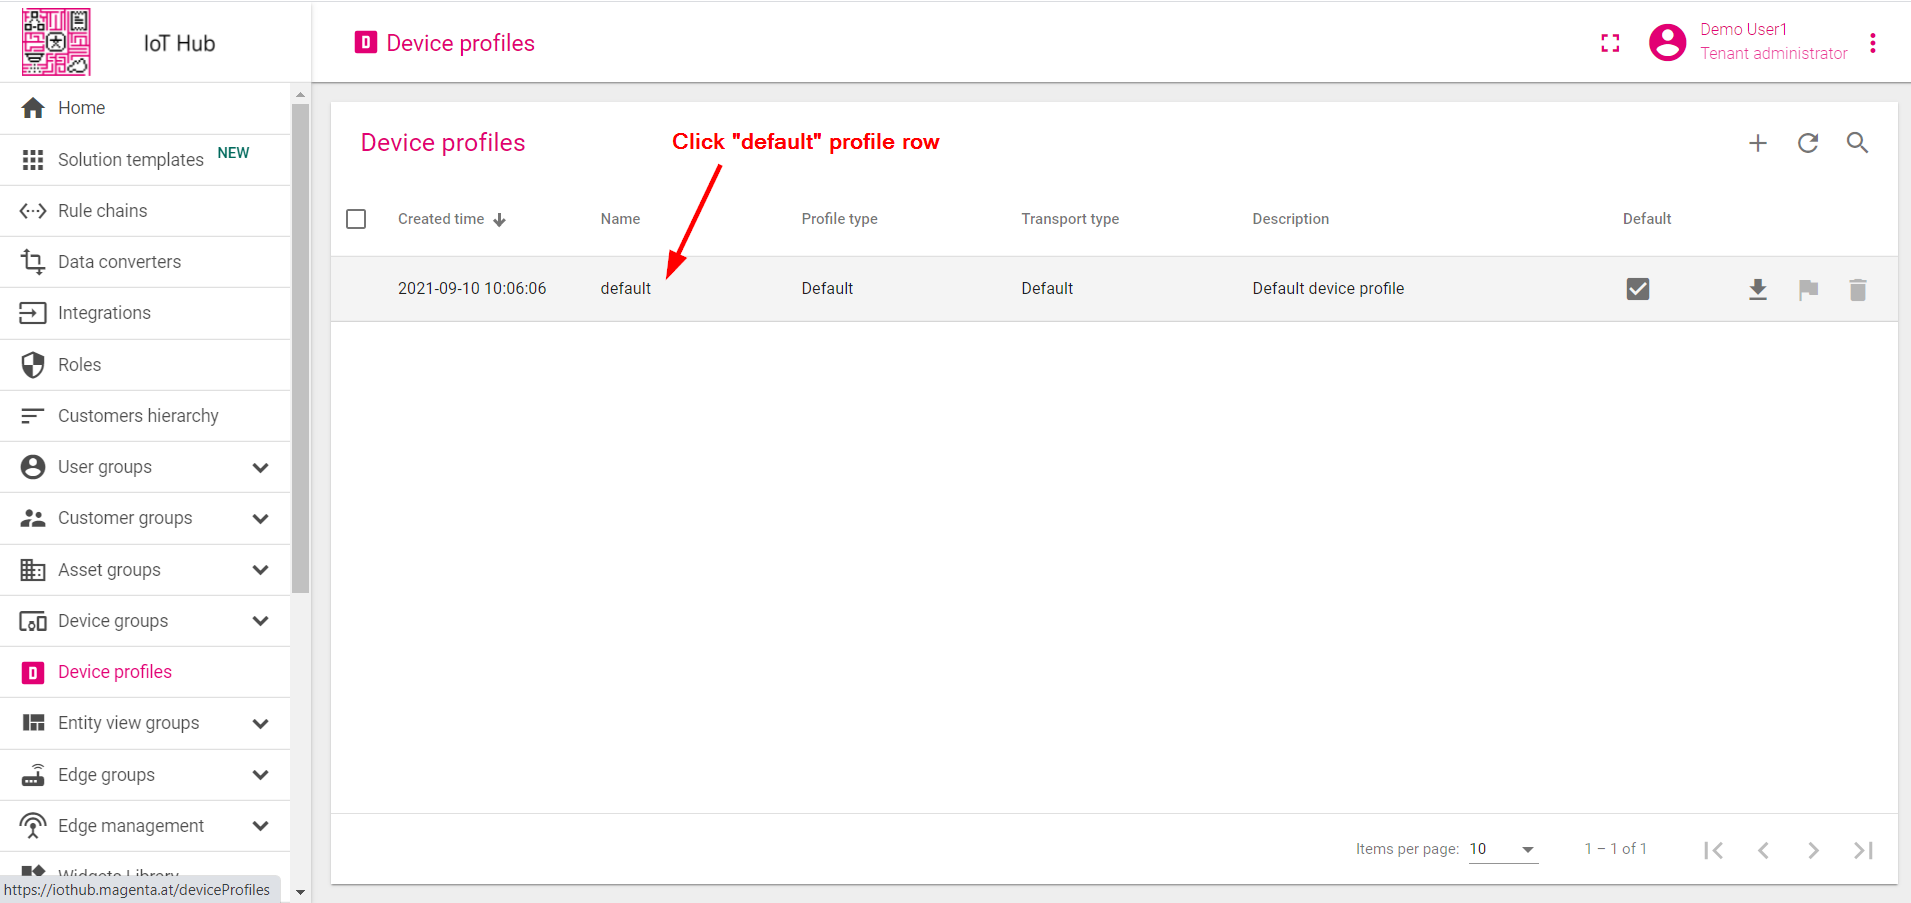 IoT Hub
Device profiles
Demo User1
Tenant administrator
Home
Solution templates NEW
Rule chains
Data converters
Integrations
Roles
Customers hierarchy
User groups
Customer groups
Asset groups
Device groups
D Device profiles
Entity view groups
Edge groups
Edge management
Widgets Library
https://iothub.magenta.at/deviceProfiles
Device profiles
Click "default" profile row
Created time Name Profile type Transport type Description Default
2021-09-10 10:06:06 default Default Default Default device profile
Items per page: 10 1 – 1 of 1